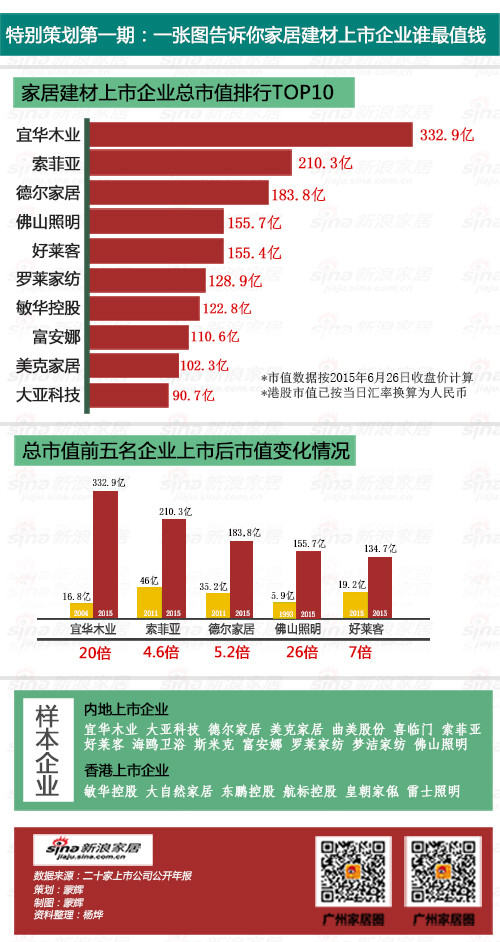 特别策划第一期：一张图告诉你家居建材上市企业谁最值钱
家居建材上市企业总市值排行TOP10
宜华木业 332.9亿
索菲亚 210.3亿
德尔家居 183.8亿
佛山照明 155.7亿
好莱客 155.4亿
罗莱家纺 128.9亿
敏华控股 122.8亿
富安娜 110.6亿
美克家居 102.3亿
大亚科技 90.7亿
*市值数据按2015年6月26日收盘价计算
*港股市值已按当日汇率换算为人民币
总市值前五名企业上市后市值变化情况
332.9亿 210.3亿 183,8亿 155.7亿 134.7亿
16.8亿 46亿 35.2亿 5.9亿 19.2亿
2004 2015 2011 2015 2011 2015 1993 2015 2015 2015
宜华木业 索菲亚 德尔家居 佛山照明 好莱客
20倍 4.6倍 5.2倍 26倍 7倍
样本企业
内地上市企业
宜华木业 大亚科技 德尔家居 美克家居 曲美股份 喜临门 索菲亚
好莱客 海鸥卫浴 斯米克 富安娜 罗莱家纺 梦洁家纺 佛山照明
香港上市企业
敏华控股 大自然家居 东鹏控股 航标控股 皇朝家俬 雷士照明
sina新浪家居
jiaju.sina.com.cn
数据来源：二十家上市公司公开年报
策划：蒙辉
制图：蒙辉
资料整理：杨烨
广州家居圈 广州家居圈